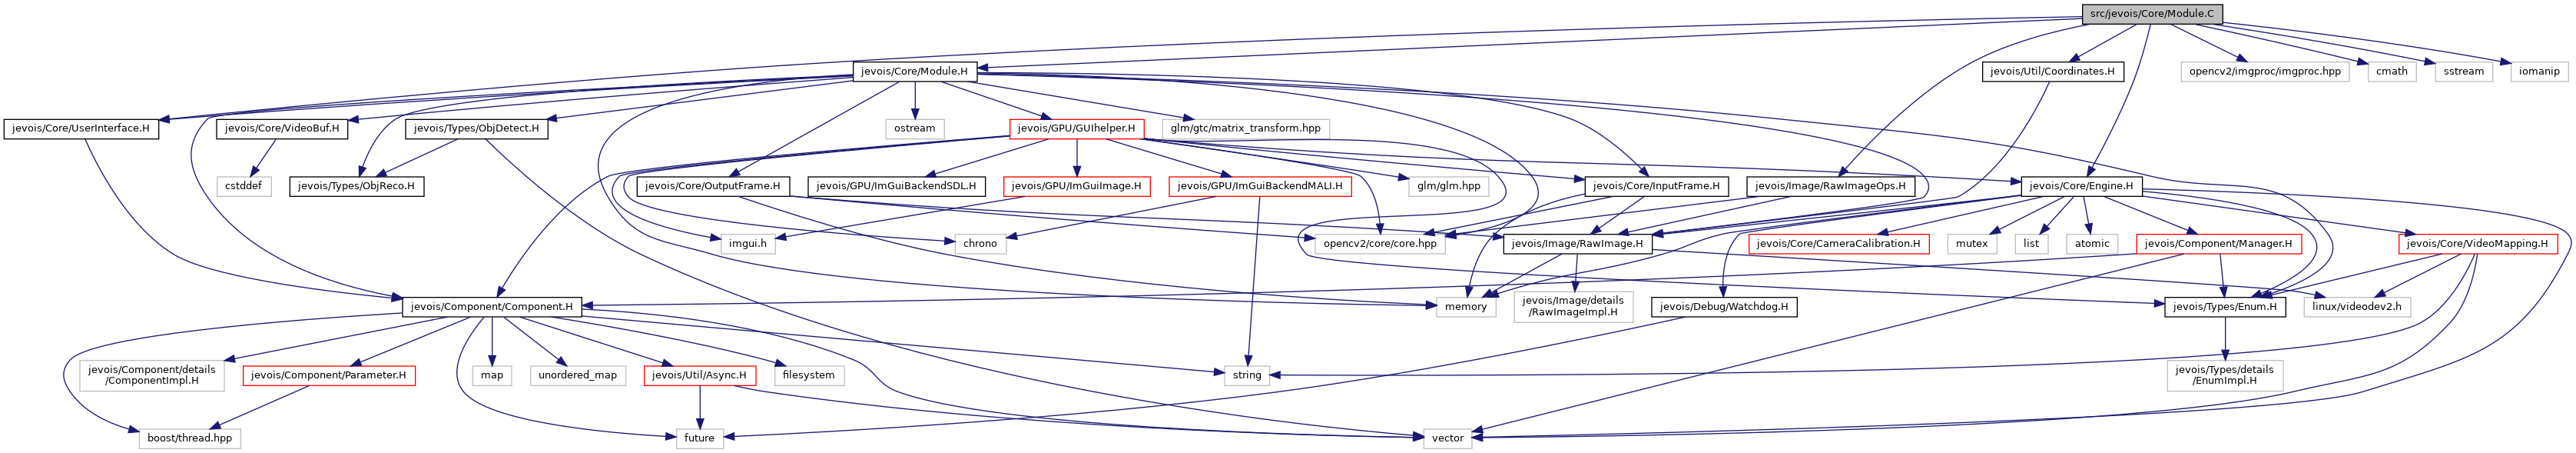 src/jevois/Core/Module.C
jevois/Core/Module.H
jevois/Util/Coordinates.H
opencv2/imgproc/imgproc.hpp
cmath
sstream
iomanip
jevois/Core/UserInterface.H
jevois/Core/VideoBuf.H
jevois/Types/ObjDetect.H
ostream
jevois/GPU/GUIhelper.H
glm/gtc/matrix_transform.hpp
cstddef
jevois/Types/ObjReco.H
jevois/Core/OutputFrame.H
jevois/GPU/ImGuiBackendSDL.H
jevois/GPU/ImGuiImage.H
jevois/GPU/ImGuiBackendMALI.H
glm/glm.hpp
jevois/Core/InputFrame.H
jevois/Image/RawImageOps.H
jevois/Core/Engine.H
imgui.h
chrono
opencv2/core/core.hpp
jevois/Image/RawImage.H
jevois/Core/CameraCalibration.H
mutex
list
atomic
jevois/Component/Manager.H
jevois/Core/VideoMapping.H
jevois/Component/Component.H
memory
jevois/Image/details
/RawImageImpl.H
jevois/Debug/Watchdog.H
jevois/Types/Enum.H
linux/videodev2.h
jevois/Component/details
/ComponentImpl.H
jevois/Component/Parameter.H
map
unordered_map
jevois/Util/Async.H
filesystem
string
jevois/Types/details
/EnumImpl.H
boost/thread.hpp
future
vector